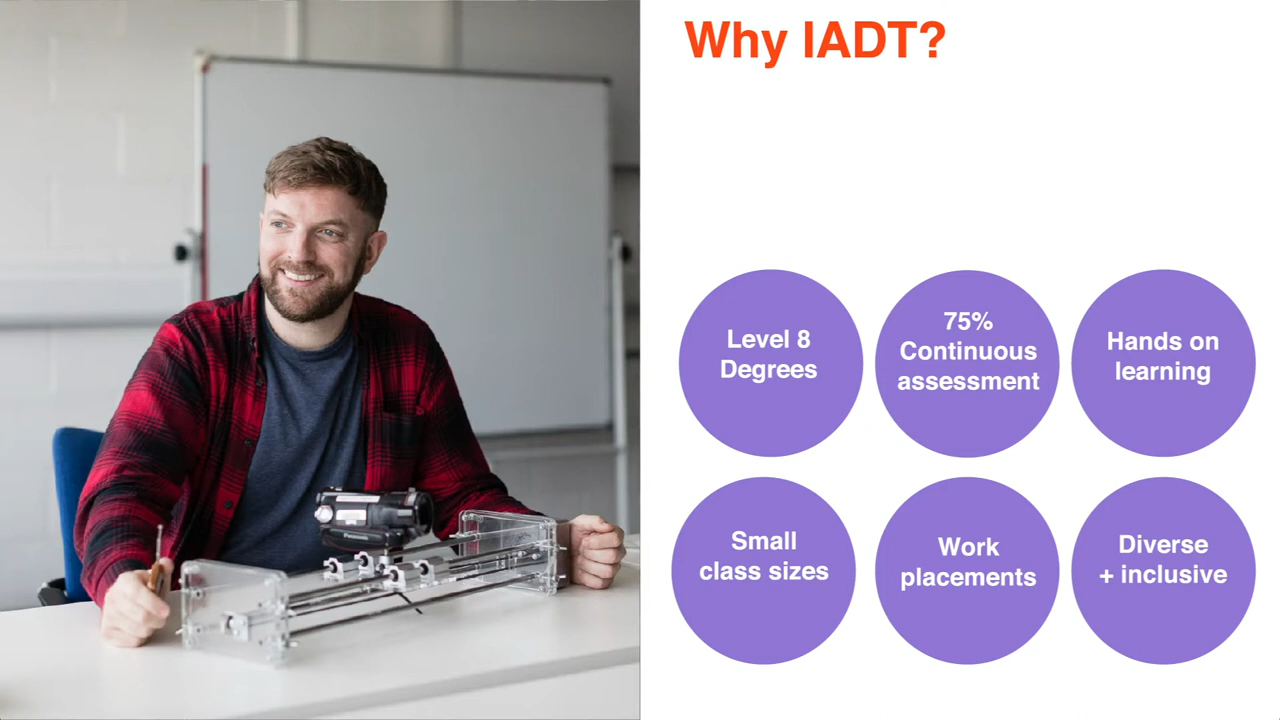 Why IADT?
Level 8
Degrees
75%
Continuous
assessment
Hands on
learning
Small
class sizes
Work
placements
Diverse
+ inclusive
Panasonic